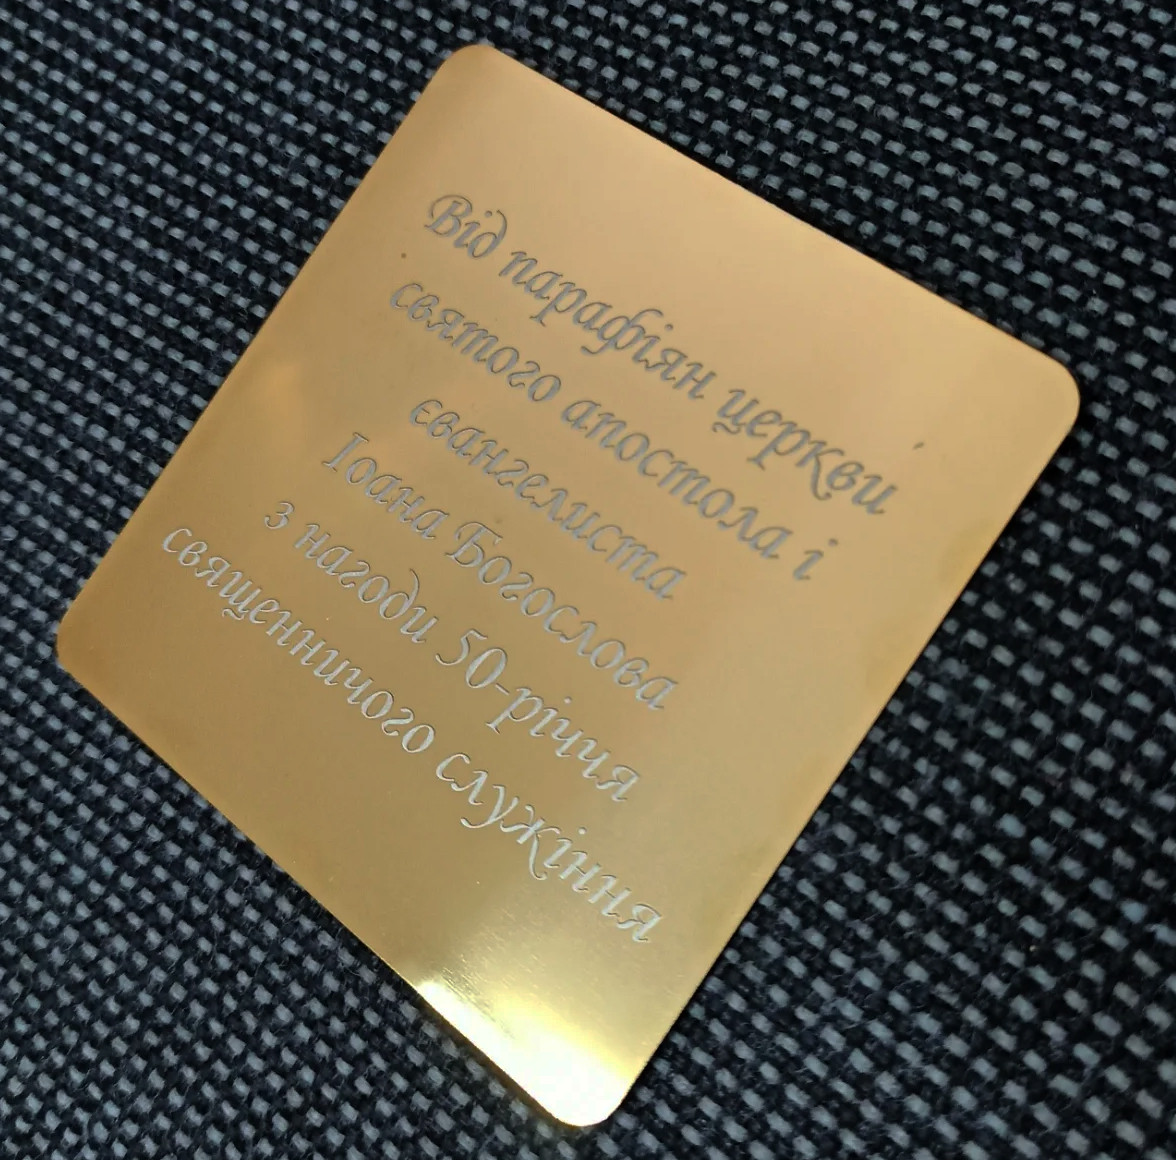 Від парафіян церкви
святого апостола і
євангелиста
Іоана Богослова
з нагоди 50-річчя
священничого служіння